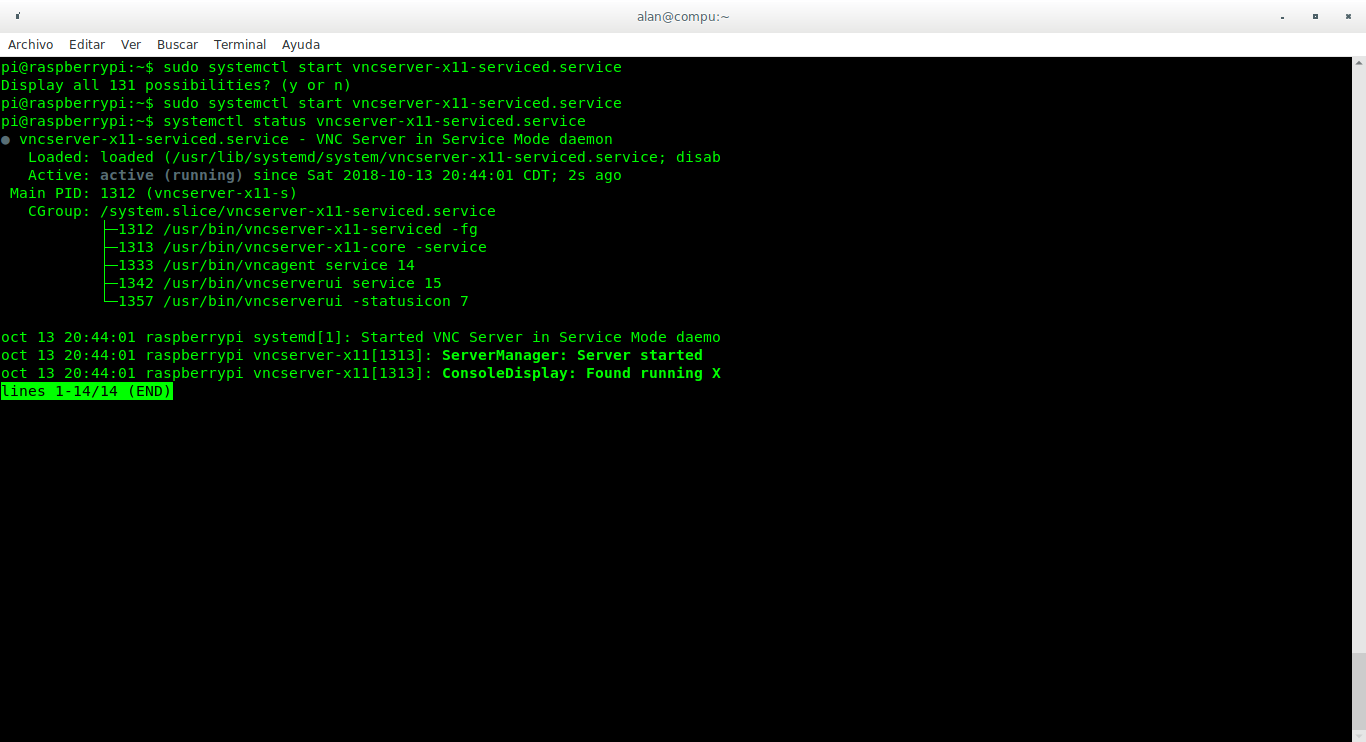 alan@compu:~
Archivo Editar Ver Buscar Terminal Ayuda
pi@raspberrypi:~$ sudo systemctl start vncserver-x11-serviced.service
Display all 131 possibilities? (y or n)
pi@raspberrypi:~$ sudo systemctl start vncserver-x11-serviced.service
pi@raspberrypi:~$ systemctl status vncserver-x11-serviced.service
● vncserver-x11-serviced.service - VNC Server in Service Mode daemon
   Loaded: loaded (/usr/lib/systemd/system/vncserver-x11-serviced.service; disab
   Active: active (running) since Sat 2018-10-13 20:44:01 CDT; 2s ago
 Main PID: 1312 (vncserver-x11-s)
   CGroup: /system.slice/vncserver-x11-serviced.service
           ├─1312 /usr/bin/vncserver-x11-serviced -fg
           ├─1313 /usr/bin/vncserver-x11-core -service
           ├─1333 /usr/bin/vncagent service 14
           ├─1342 /usr/bin/vncserverui service 15
           └─1357 /usr/bin/vncserverui -statusicon 7
oct 13 20:44:01 raspberrypi systemd[1]: Started VNC Server in Service Mode daemo
oct 13 20:44:01 raspberrypi vncserver-x11[1313]: ServerManager: Server started
oct 13 20:44:01 raspberrypi vncserver-x11[1313]: ConsoleDisplay: Found running X
lines 1-14/14 (END)